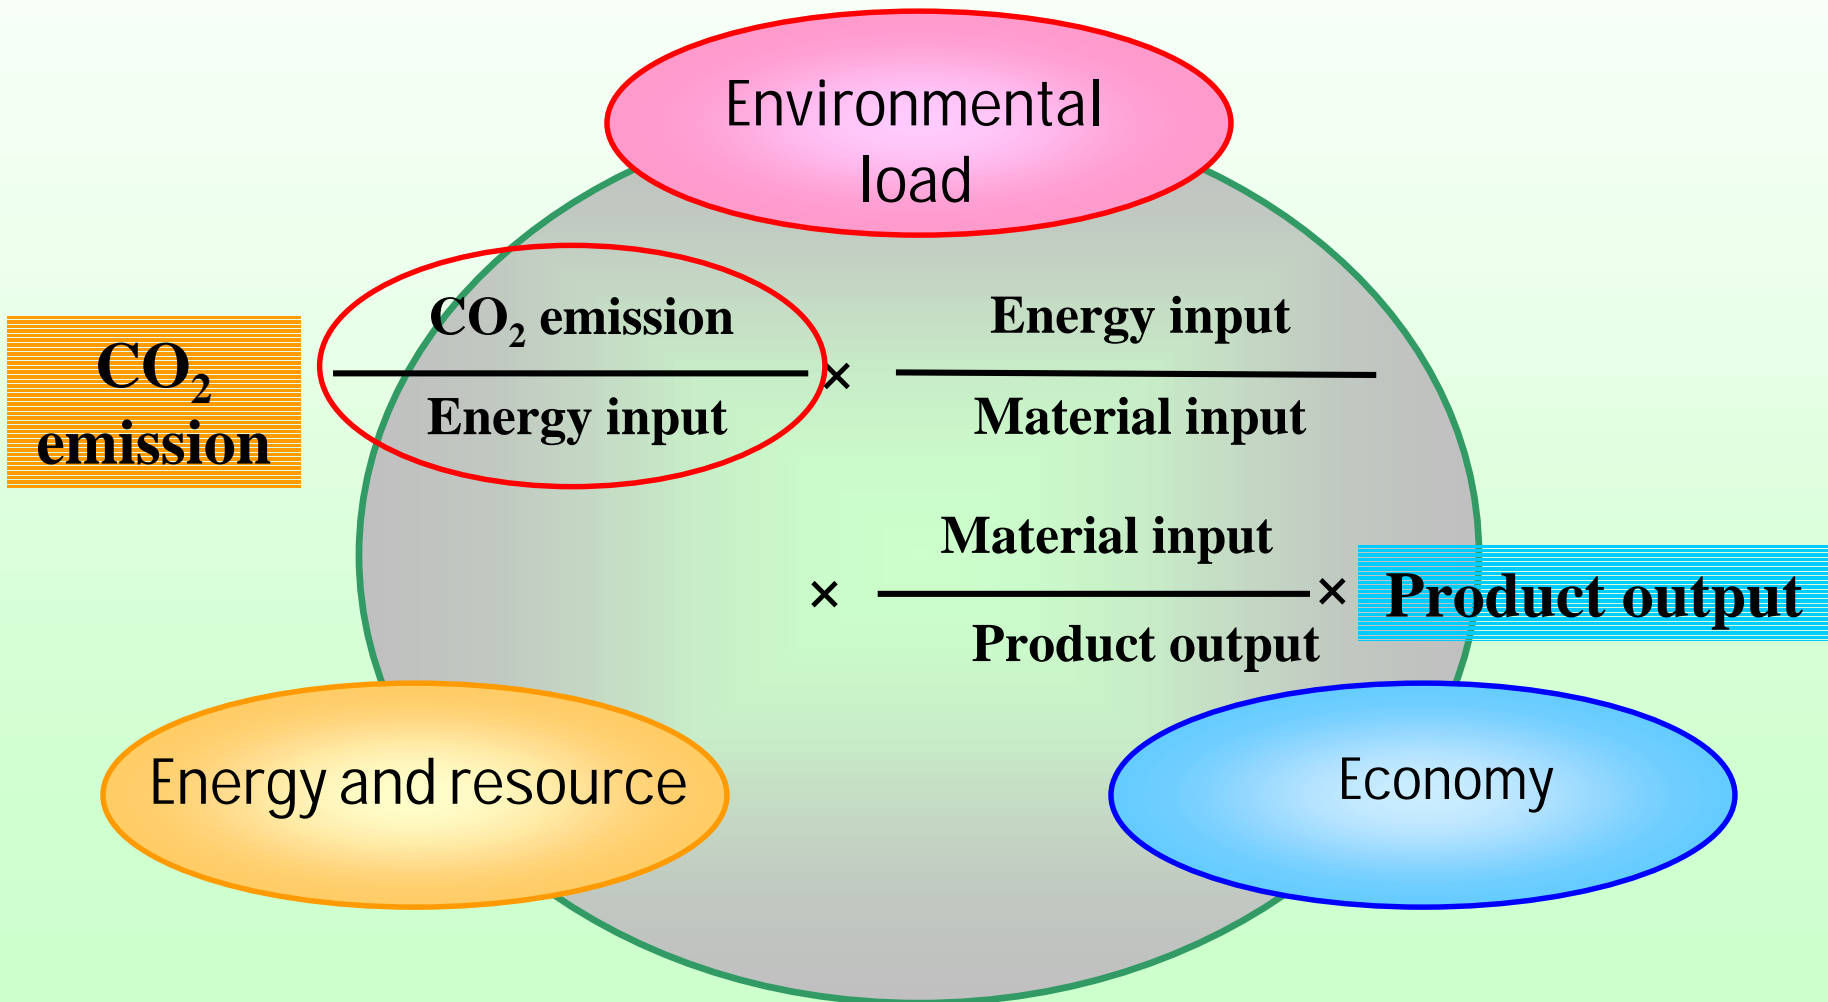 Environmental
load
CO₂
emission
CO₂ emission
Energy input
×
Energy input
Material input
×
Material input
Product output
×
Product output
Energy and resource
Economy